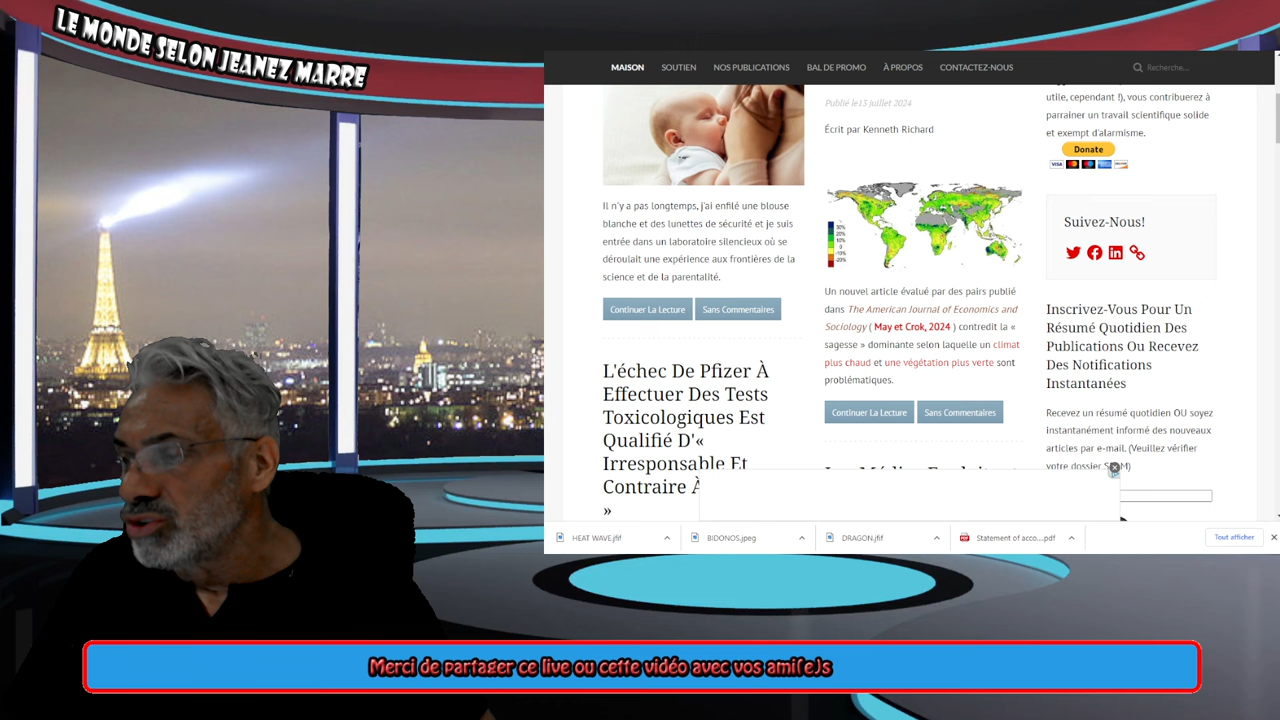 LE MONDE SELON JEANEZ MARRE
MAISON SOUTIEN NOS PUBLICATIONS BAL DE PROMO À PROPOS CONTACTEZ-NOUS Recherche...
Il n'y a pas longtemps, j'ai enfilé une blouse
blanche et des lunettes de sécurité et je suis
entrée dans un laboratoire silencieux où se
déroulait une expérience aux frontières de la
science et de la parentalité.
Continuer La Lecture Sans Commentaires
L'échec De Pfizer À
Effectuer Des Tests
Toxicologiques Est
Qualifié D'«
Irresponsable Et
Contraire À
»
Publié le13 juillet 2024
Écrit par Kenneth Richard
30%
20%
10%
0%
-10%
-20%
Un nouvel article évalué par des pairs publié
dans The American Journal of Economics and
Sociology ( May et Crok, 2024 ) contredit la «
sagesse » dominante selon laquelle un climat
plus chaud et une végétation plus verte sont
problématiques.
Continuer La Lecture Sans Commentaires
utile, cependant !), vous contribuerez à
parrainer un travail scientifique solide
et exempt d'alarmisme.
Donate
VISA
Suivez-Nous!
Inscrivez-Vous Pour Un
Résumé Quotidien Des
Publications Ou Recevez
Des Notifications
Instantanées
Recevez un résumé quotidien OU soyez
instantanément informé des nouveaux
articles par e-mail. (Veuillez vérifier
votre dossier
HEAT WAVE.jfif BIDONOS.jpeg DRAGON.jfif Statement of acco....pdf Tout afficher
Merci de partager ce live ou cette vidéo avec vos ami(e)s